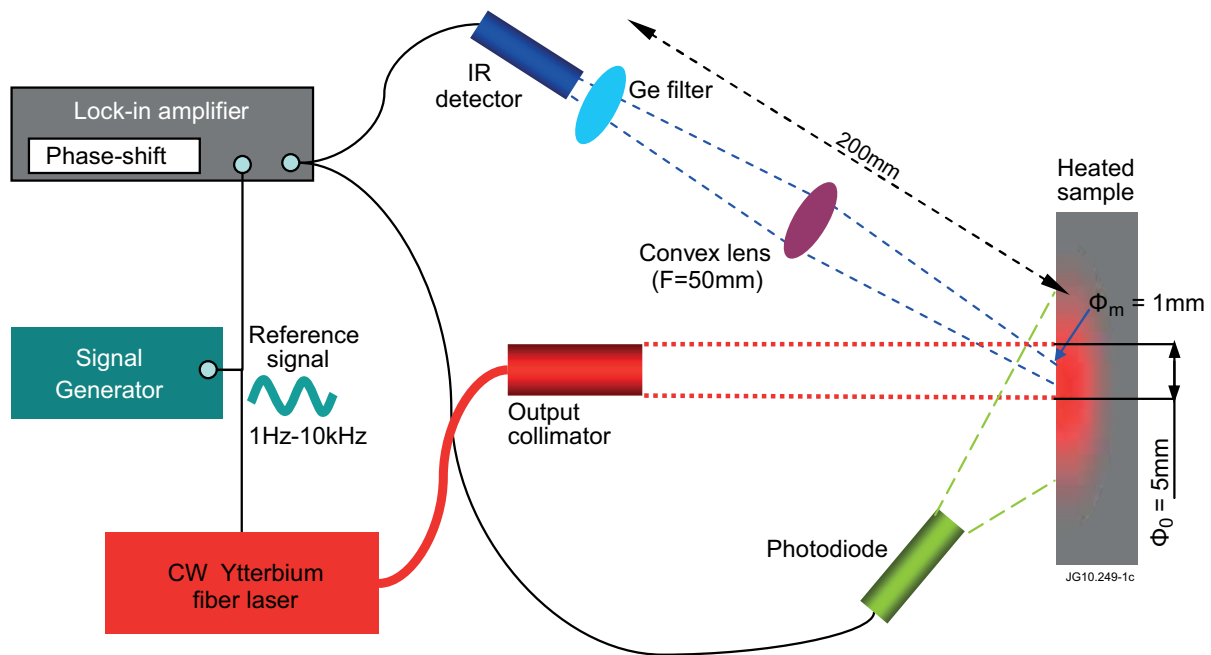 Lock-in amplifier
Phase-shift
IR
detector
Ge filter
200mm
Heated
sample
Convex lens
(F=50mm)
Φm = 1mm
Signal
Generator
Reference
signal
1Hz-10kHz
Output
collimator
Φ0 = 5mm
Photodiode
CW Ytterbium
fiber laser
JG10.249-1c